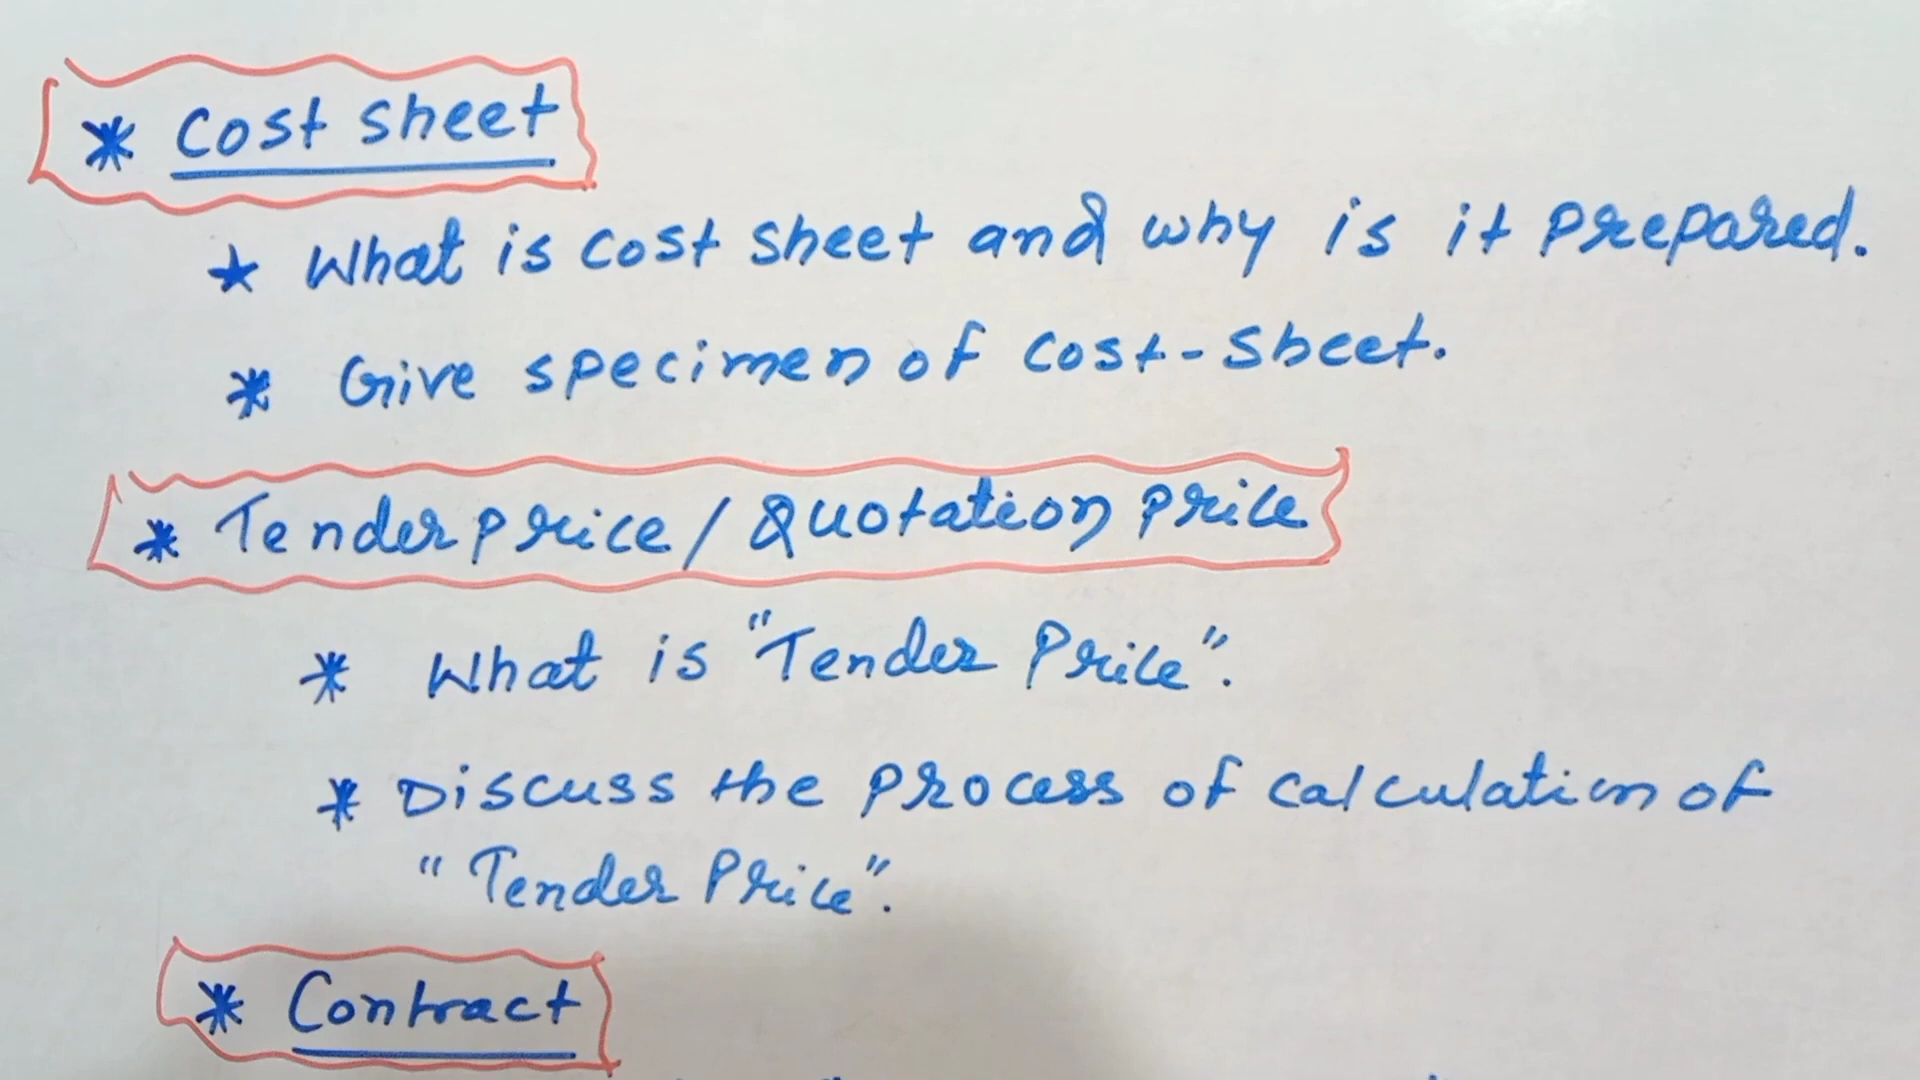 * Cost sheet
* What is cost sheet and why is it prepared.
* Give specimen of cost-sheet.
* Tender price / Quotation price
* What is "Tender Price".
* Discuss the process of calculation of
"Tender Price".
* Contract